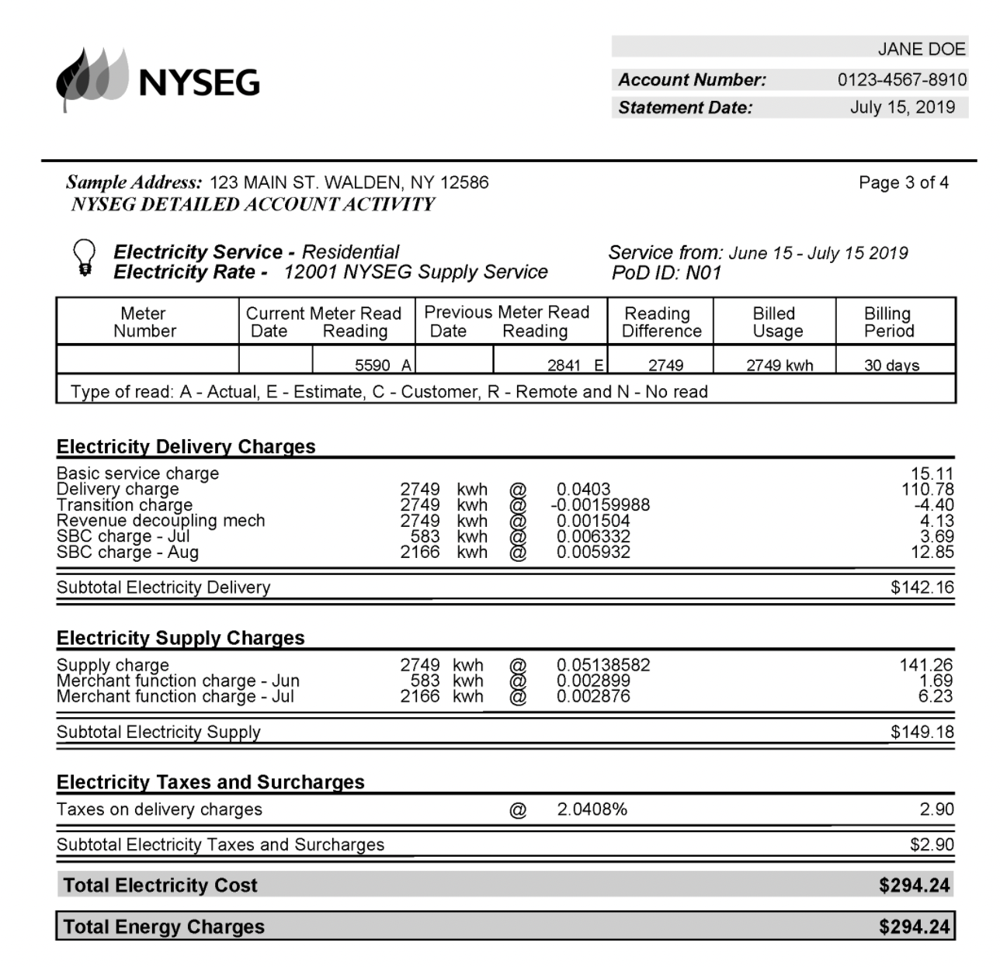 NYSEG
JANE DOE
Account Number: 0123-4567-8910
Statement Date: July 15, 2019
Sample Address: 123 MAIN ST. WALDEN, NY 12586 Page 3 of 4
NYSEG DETAILED ACCOUNT ACTIVITY
Electricity Service - Residential Service from: June 15 - July 15 2019
Electricity Rate - 12001 NYSEG Supply Service PoD ID: N01
Meter Current Meter Read Previous Meter Read Reading Billed Billing
Number Date Reading Date Reading Difference Usage Period
5590 A 2841 E 2749 2749 kwh 30 days
Type of read: A - Actual, E - Estimate, C - Customer, R - Remote and N - No read
Electricity Delivery Charges
Basic service charge 15.11
Delivery charge 2749 kwh @ 0.0403 110.78
Transition charge 2749 kwh @ -0.00159988 -4.40
Revenue decoupling mech 2749 kwh @ 0.001504 4.13
SBC charge - Jul 583 kwh @ 0.006332 3.69
SBC charge - Aug 2166 kwh @ 0.005932 12.85
Subtotal Electricity Delivery $142.16
Electricity Supply Charges
Supply charge 2749 kwh @ 0.05138582 141.26
Merchant function charge - Jun 583 kwh @ 0.002899 1.69
Merchant function charge - Jul 2166 kwh @ 0.002876 6.23
Subtotal Electricity Supply $149.18
Electricity Taxes and Surcharges
Taxes on delivery charges @ 2.0408% 2.90
Subtotal Electricity Taxes and Surcharges $2.90
Total Electricity Cost $294.24
Total Energy Charges $294.24